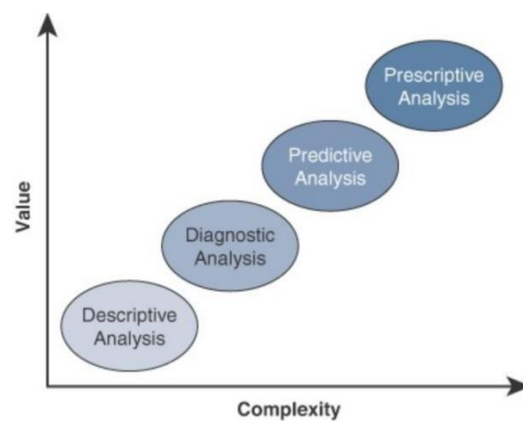 Prescriptive
Analysis
Predictive
Analysis
Diagnostic
Analysis
Descriptive
Analysis
Value
Complexity